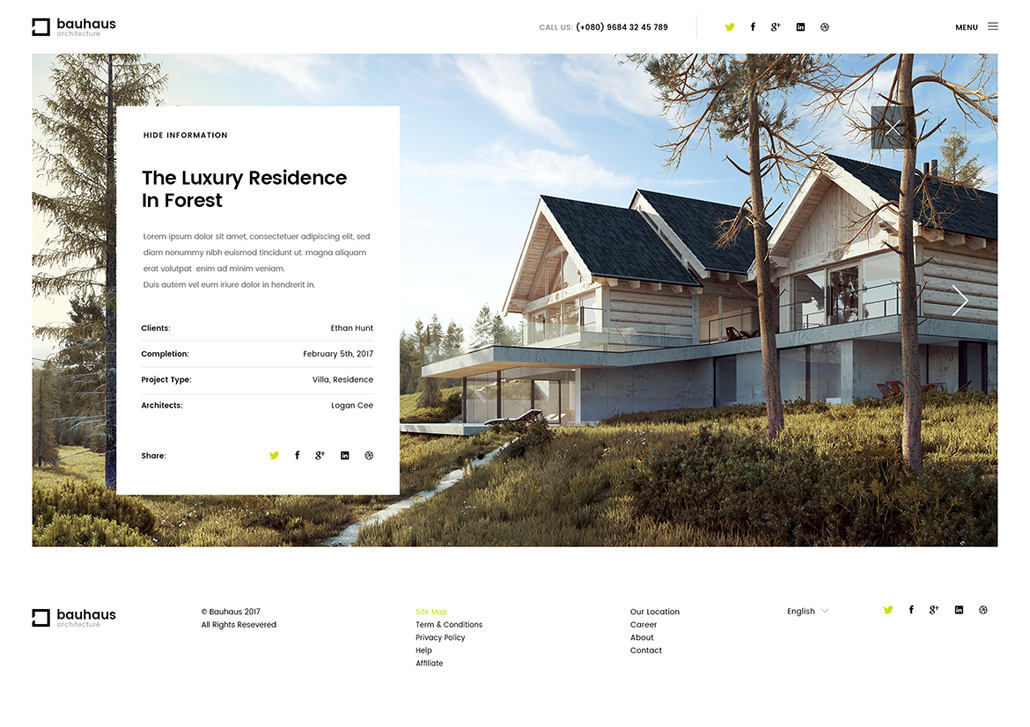 bauhaus
architecture
CALL US: (+080) 9684 32 45 789
MENU
HIDE INFORMATION
The Luxury Residence
In Forest
Lorem ipsum dolor sit amet, consectetuer adipiscing elit, sed
diam nonummy nibh euismod tincidunt ut. magna aliquam
erat volutpat enim ad minim veniam.
Duis autem vel eum iriure dolor in hendrerit in.
Clients: Ethan Hunt
Completion: February 5th, 2017
Project Type: Villa, Residence
Architects: Logan Cee
Share:
bauhaus
architecture
© Bauhaus 2017
All Rights Resevered
Site Map
Term & Conditions
Privacy Policy
Help
Affiliate
Our Location
Career
About
Contact
English